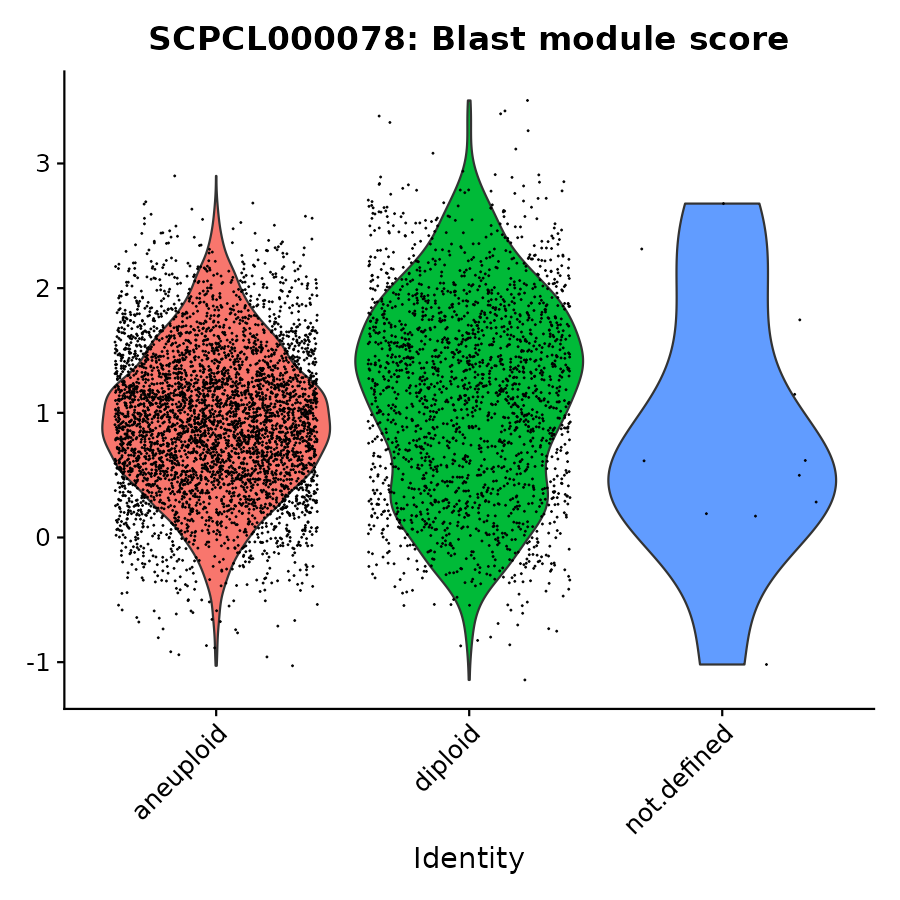 SCPCL000078: Blast module score
3
2
1
0
-1
aneuploid
diploid
not.defined
Identity